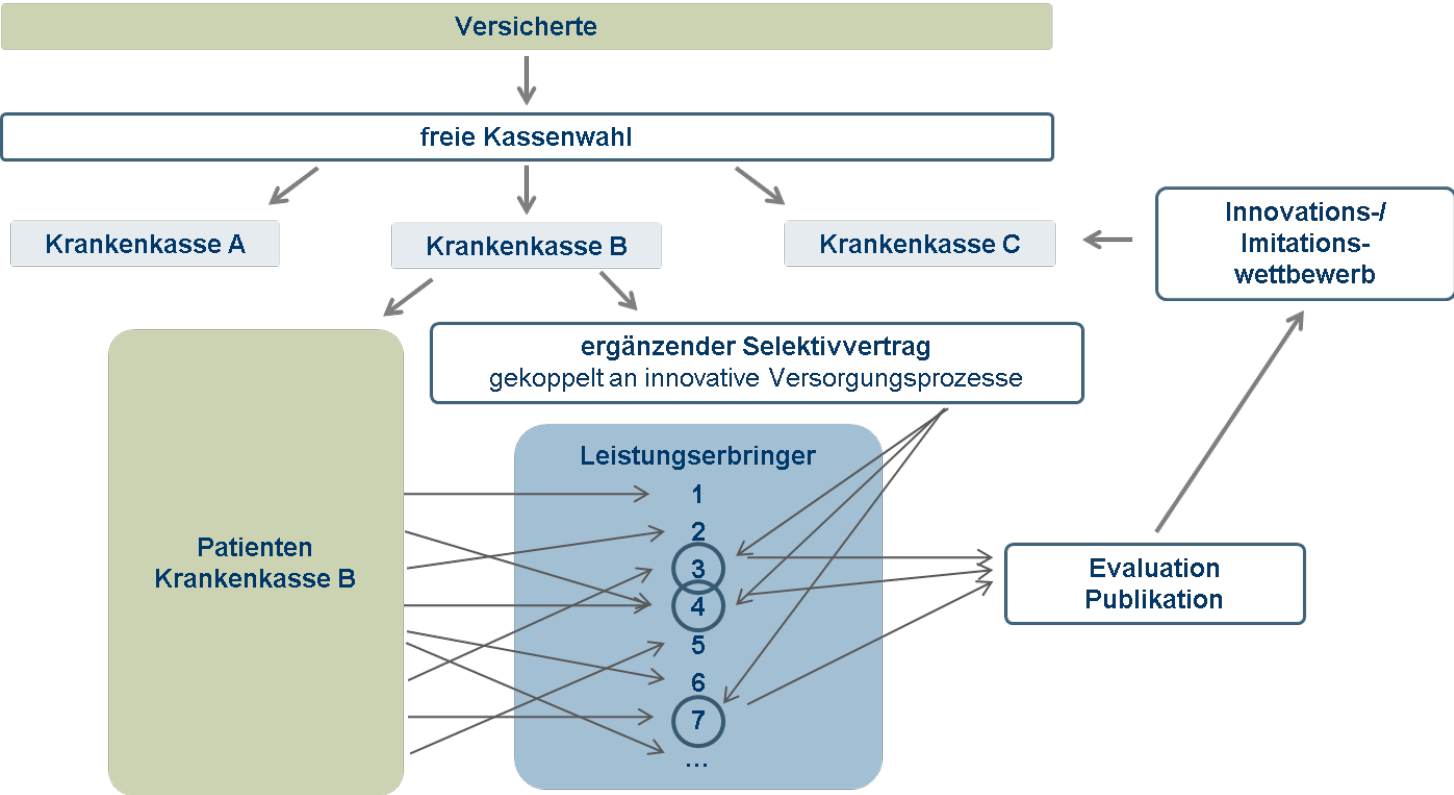 Versicherte
freie Kassenwahl
Krankenkasse A
Krankenkasse B
Krankenkasse C
Innovations-/
Imitations-
wettbewerb
ergänzender Selektivvertrag
gekoppelt an innovative Versorgungsprozesse
Patienten
Krankenkasse B
Leistungserbringer
1
2
3
4
5
6
7
...
Evaluation
Publikation